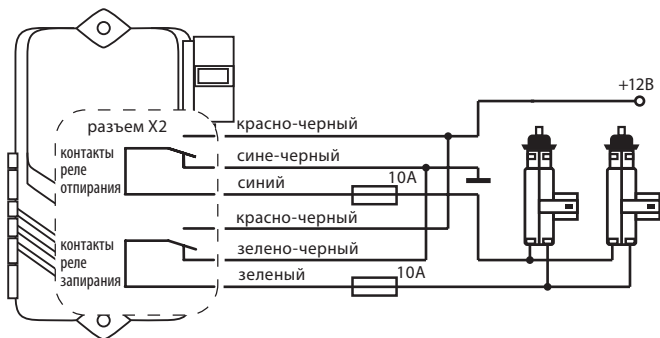 +12В
разъем X2
красно-черный
контакты
реле
отпирания
сине-черный
синий
10А
красно-черный
контакты
реле
запирания
зелено-черный
зеленый
10А